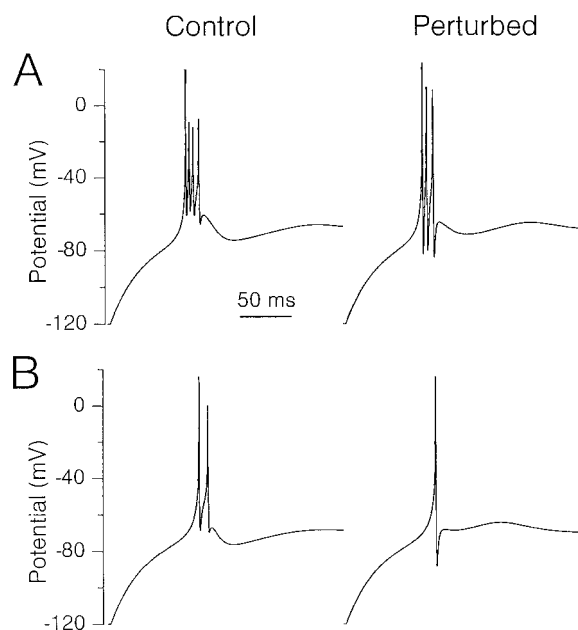 Control
Perturbed
A
Potential (mV)
0
-40
-80
-120
50 ms
B
Potential (mV)
0
-40
-80
-120